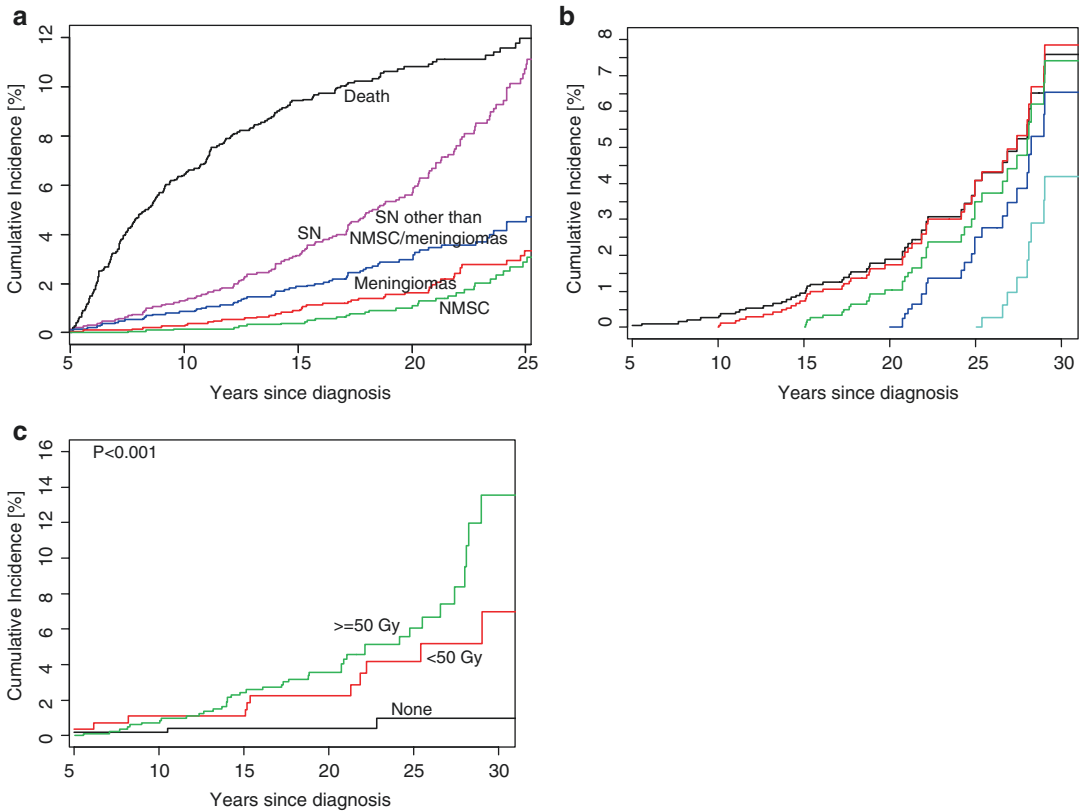 a
Cumulative Incidence [%]
12
10
8
6
4
2
0
Death
SN
SN other than
NMSC/meningiomas
Meningiomas
NMSC
5
10
15
20
25
Years since diagnosis
b
Cumulative Incidence [%]
8
7
6
5
4
3
2
1
0
5
10
15
20
25
30
Years since diagnosis
c
Cumulative Incidence [%]
16
14
12
10
8
6
4
2
0
P<0.001
>=50 Gy
<50 Gy
None
5
10
15
20
25
30
Years since diagnosis